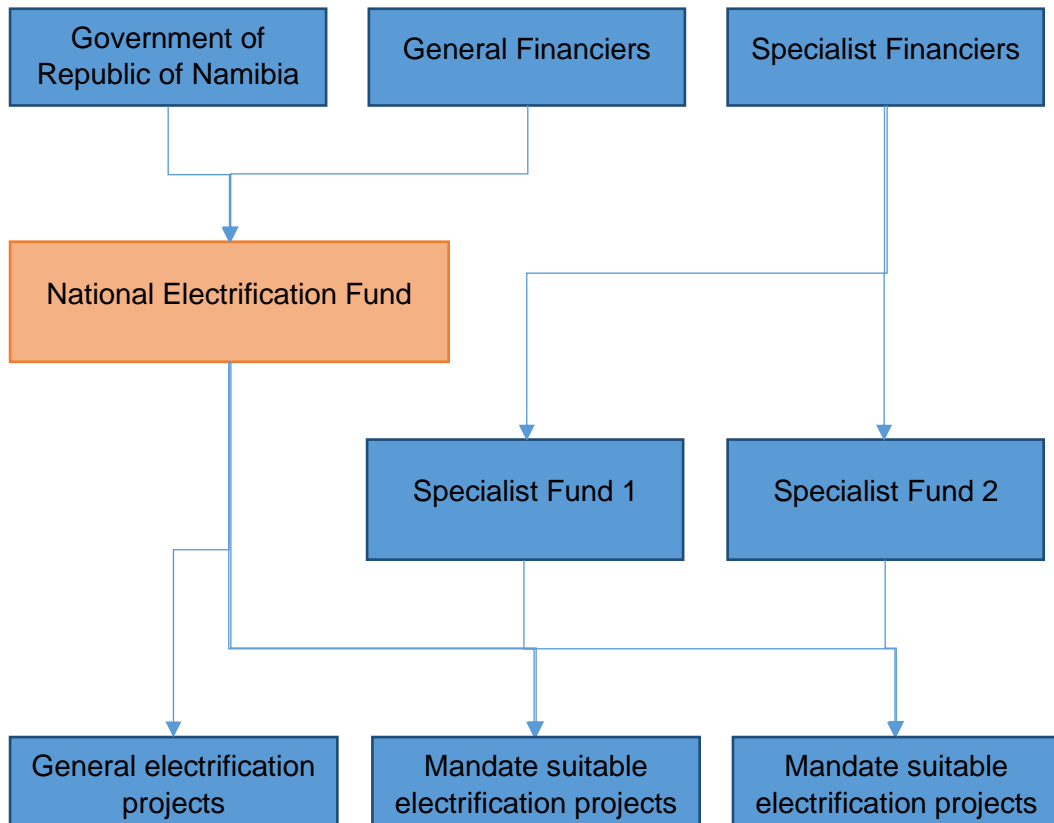 Government of
Republic of Namibia
General Financiers
Specialist Financiers
National Electrification Fund
Specialist Fund 1
Specialist Fund 2
General electrification
projects
Mandate suitable
electrification projects
Mandate suitable
electrification projects